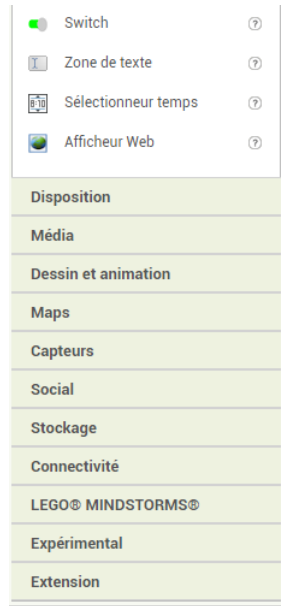 Switch
Zone de texte
Sélectionneur temps
Afficheur Web
Disposition
Média
Dessin et animation
Maps
Capteurs
Social
Stockage
Connectivité
LEGO® MINDSTORMS®
Expérimental
Extension